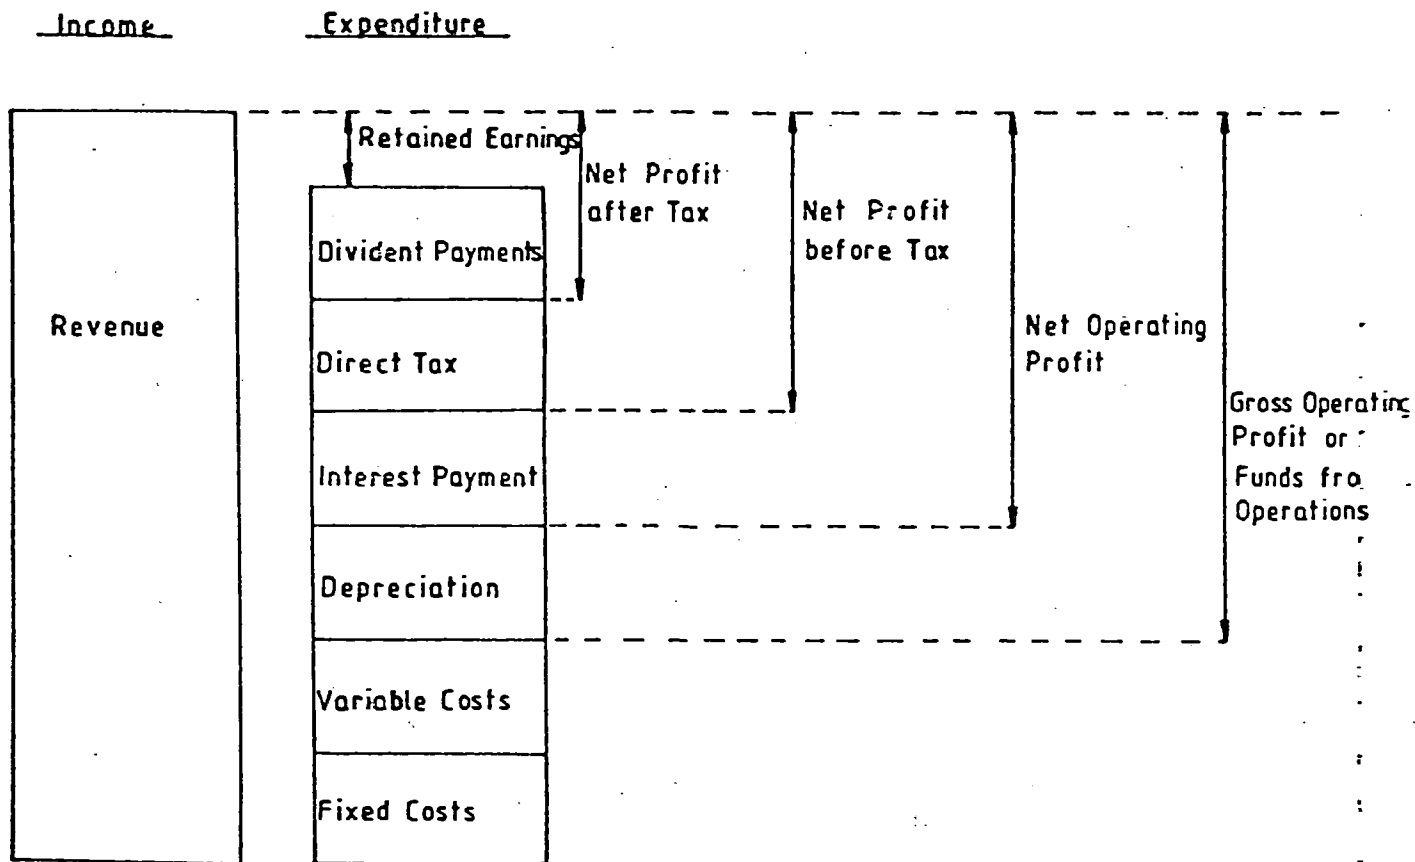 Income
Expenditure
Retained Earnings
Net Profit
after Tax
Net Profit
before Tax
Divident Payments
Revenue
Direct Tax
Net Operating
Profit
Gross Operating
Profit or
Funds fro
Operations
Interest Payment
Depreciation
Variable Costs
Fixed Costs